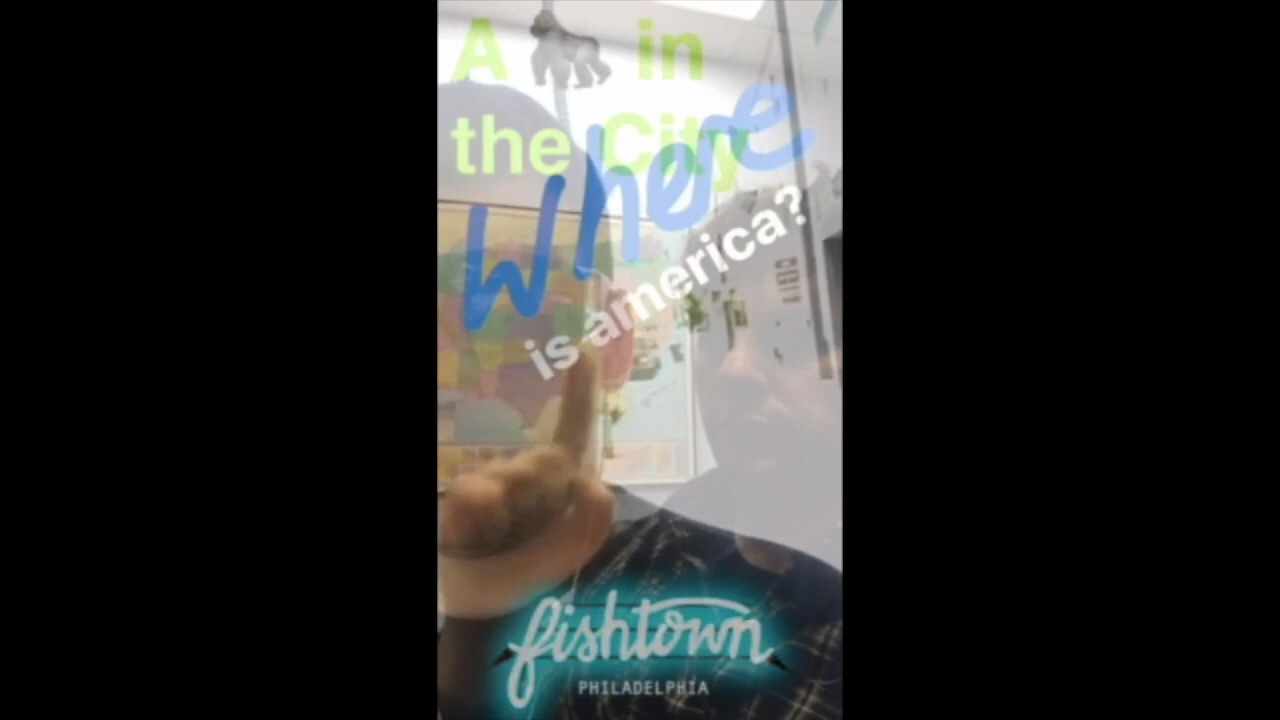 A 🦍 in
the City
Where
is america?
fishtown
PHILADELPHIA